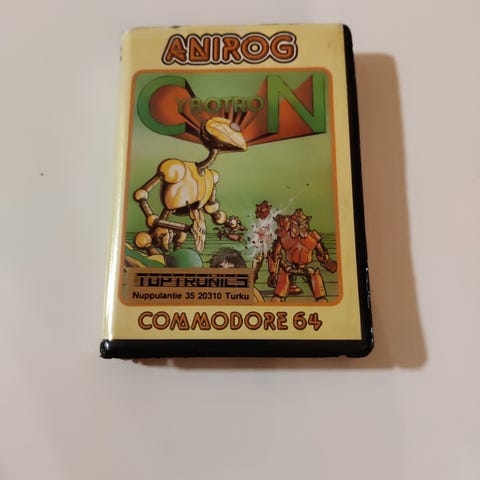 ANIROG
CYBOTRON
TOPTRONICS
Nuppulantie 35 20310 Turku
COMMODORE 64